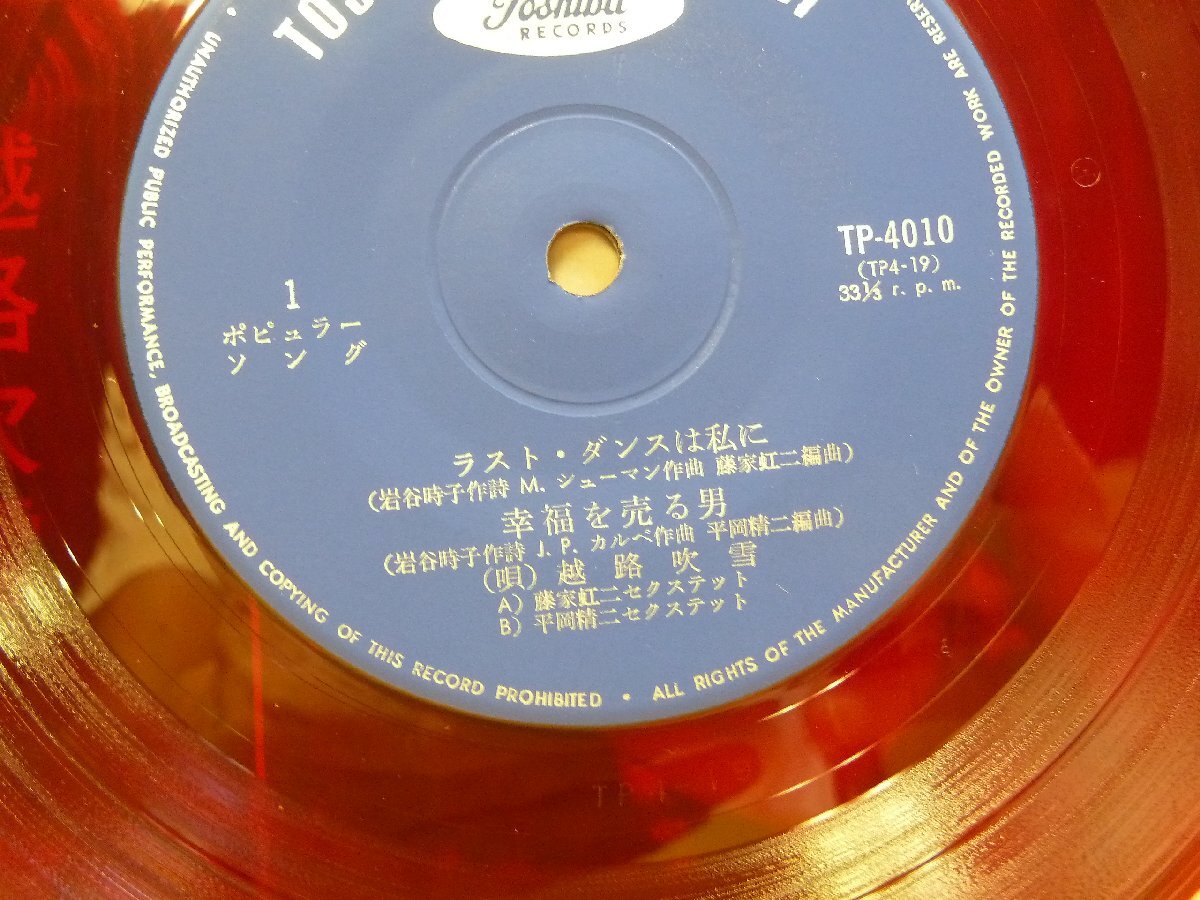 Toshiba
RECORDS
TP-4010
(TP4-19)
33⅓ r. p. m.
1
ポピュラー
ソング
ラスト・ダンスは私に
(岩谷時子作詩 M. シューマン作曲 藤家虹二編曲)
幸福を売る男
(岩谷時子作詩 J. P. カルベ作曲 平岡精二編曲)
(唄) 越路吹雪
A) 藤家虹二セクステット
B) 平岡精二セクステット
UNAUTHORIZED PUBLIC PERFORMANCE, BROADCASTING AND COPYING OF THIS RECORD PROHIBITED • ALL RIGHTS OF THE MANUFACTURER AND OF THE OWNER OF THE RECORDED WORK ARE